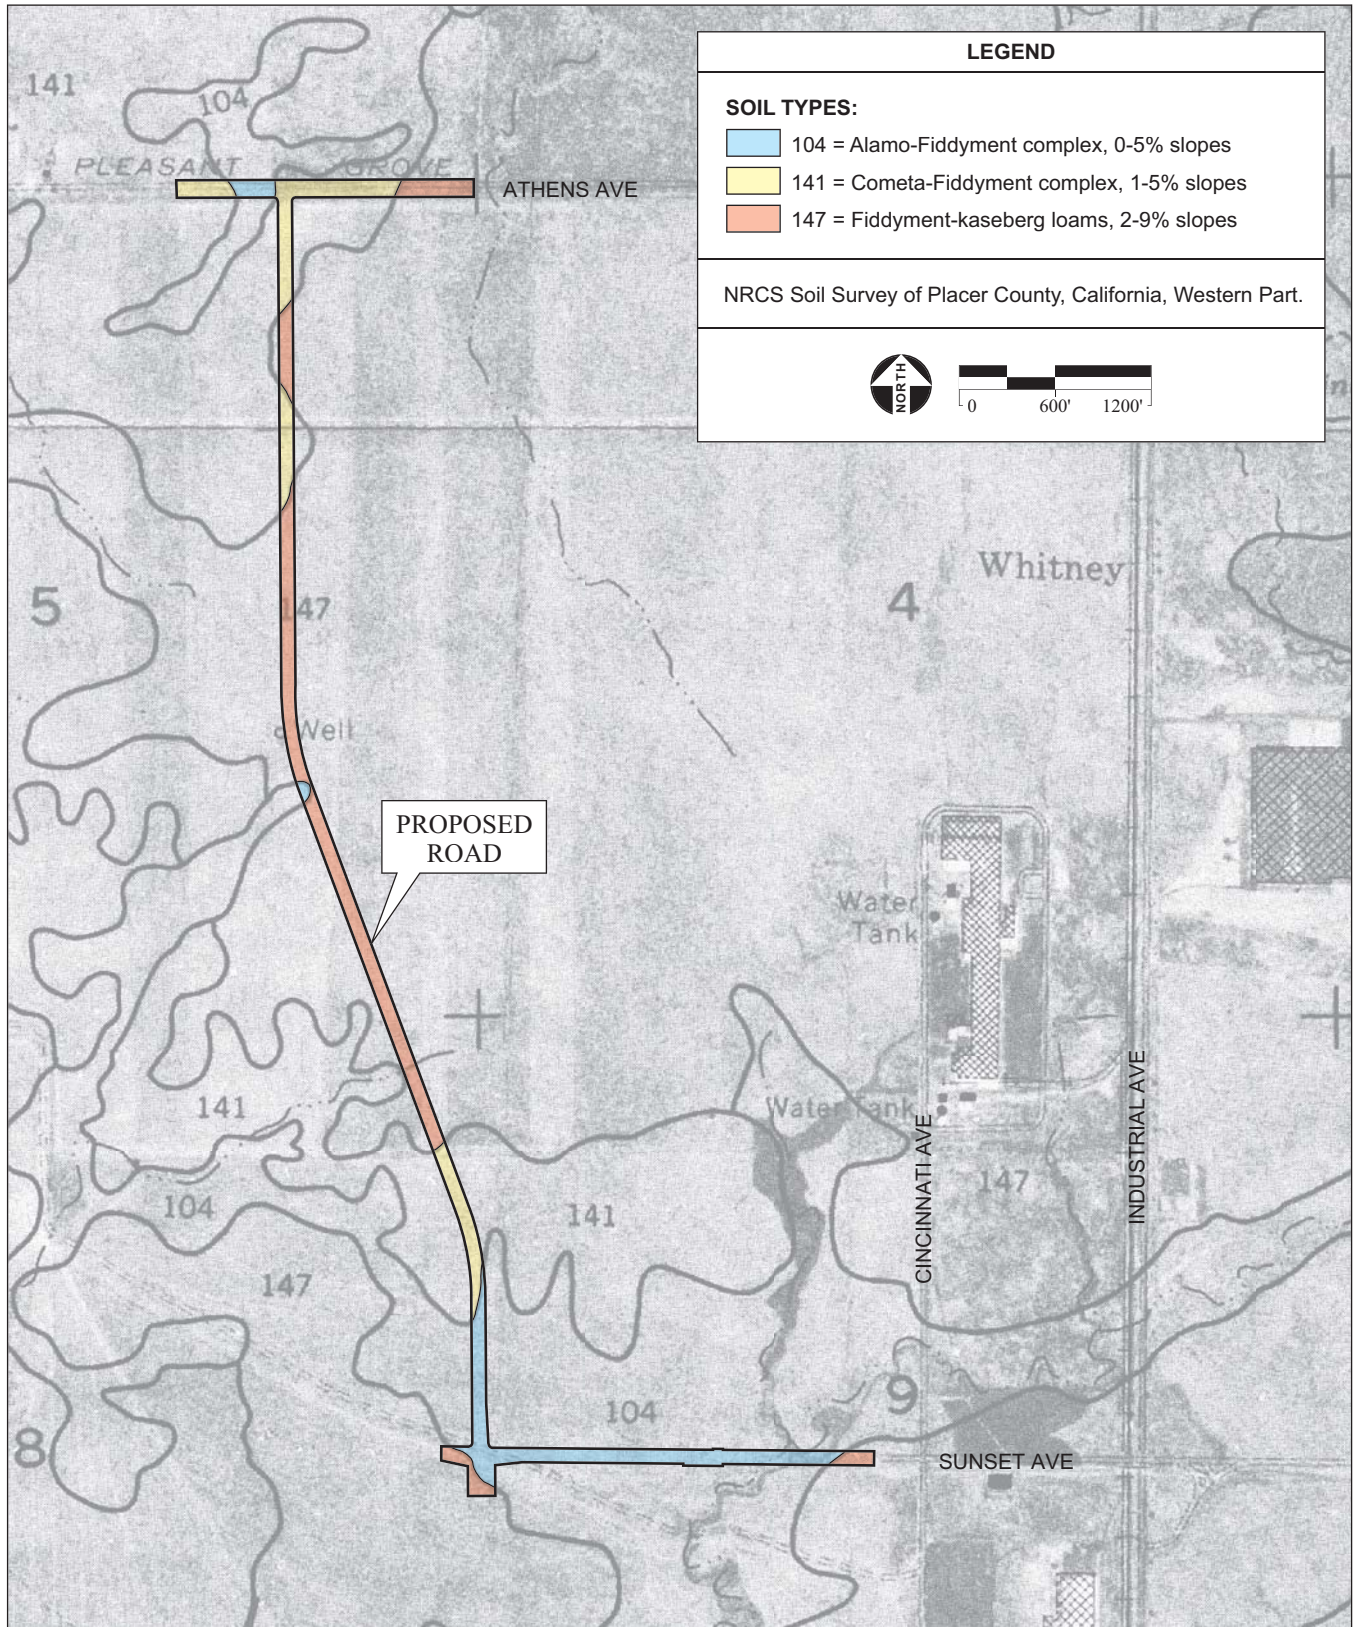 LEGEND
SOIL TYPES:
104 = Alamo-Fiddyment complex, 0-5% slopes
141 = Cometa-Fiddyment complex, 1-5% slopes
147 = Fiddyment-kaseberg loams, 2-9% slopes
NRCS Soil Survey of Placer County, California, Western Part.
NORTH
0 600' 1200'
141
104
PLEASANT GROVE
ATHENS AVE
Whitney
5
147
4
Well
PROPOSED
ROAD
Water
Tank
141
Water Tank
CINCINNATI AVE
INDUSTRIAL AVE
147
104
141
147
104
9
8
SUNSET AVE